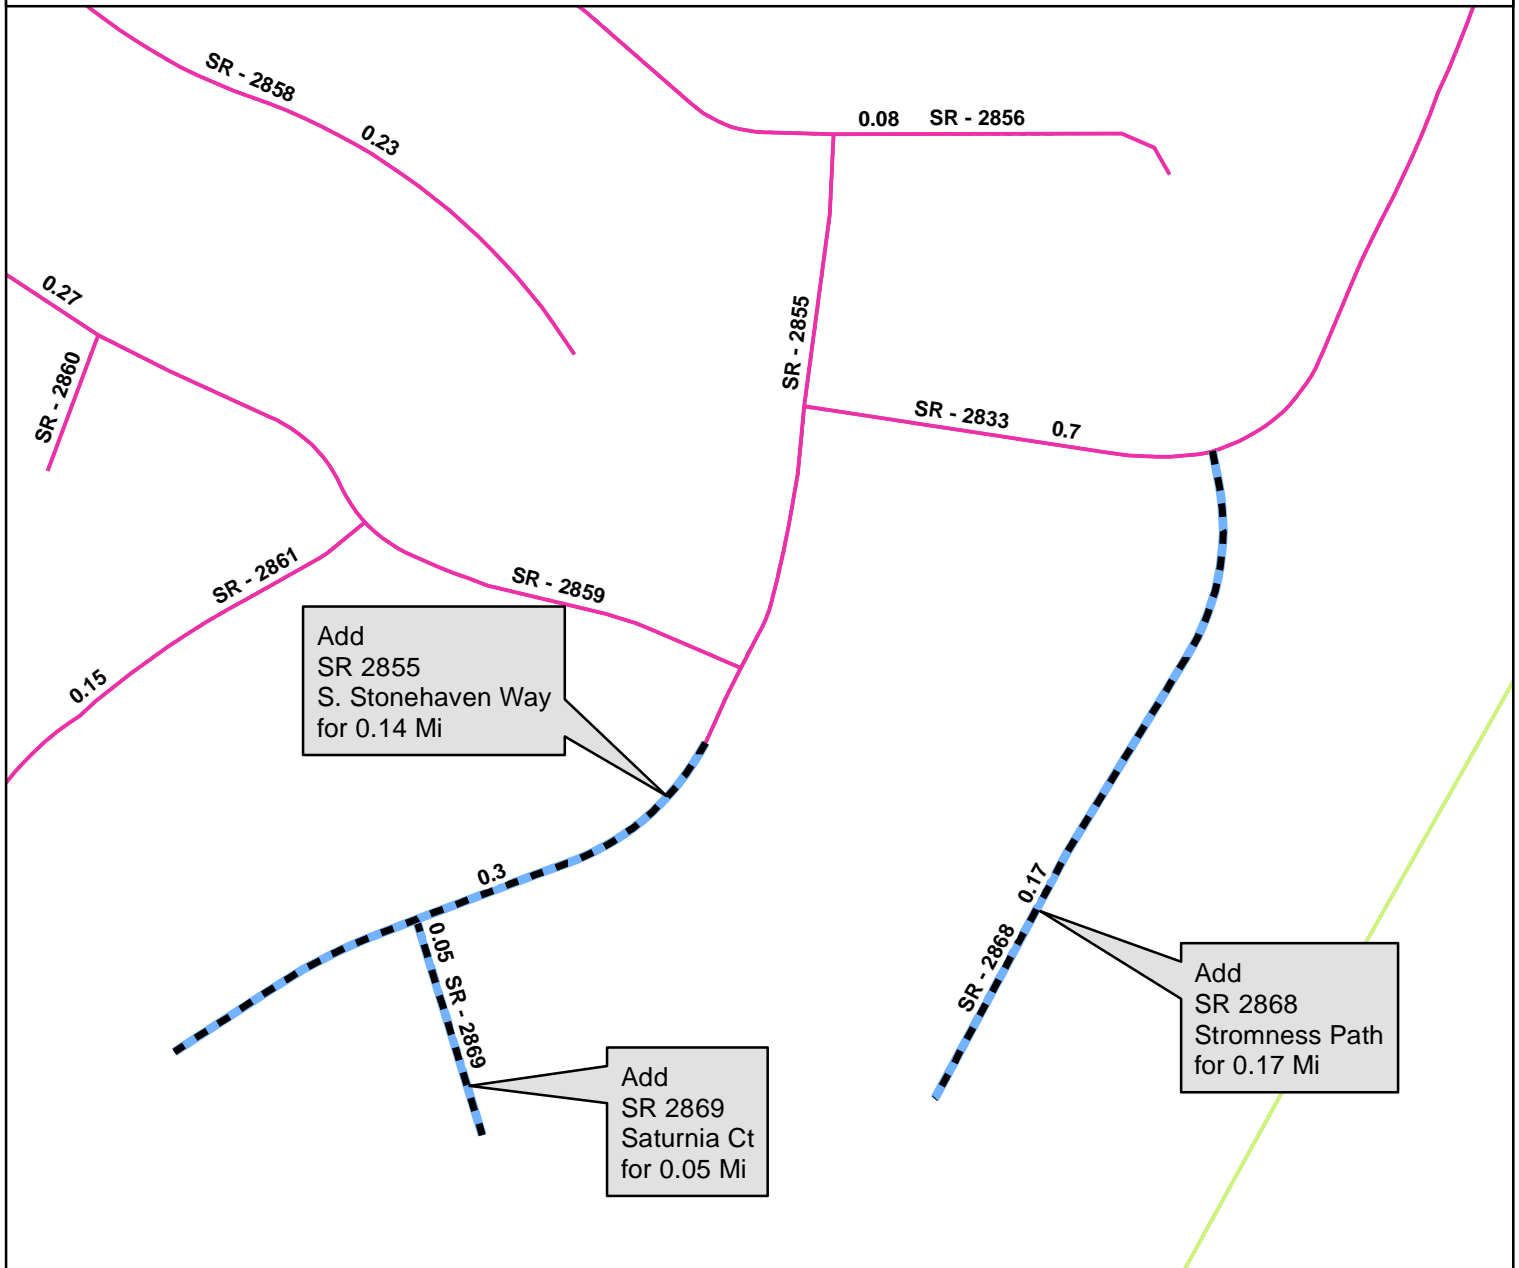 SR - 2858
0.23
0.08 SR - 2856
0.27
SR - 2860
SR - 2855
SR - 2833 0.7
SR - 2861
0.15
SR - 2859
Add
SR 2855
S. Stonehaven Way
for 0.14 Mi
0.3
0.05 SR - 2869
0.17
SR - 2868
Add
SR 2868
Stromness Path
for 0.17 Mi
Add
SR 2869
Saturnia Ct
for 0.05 Mi